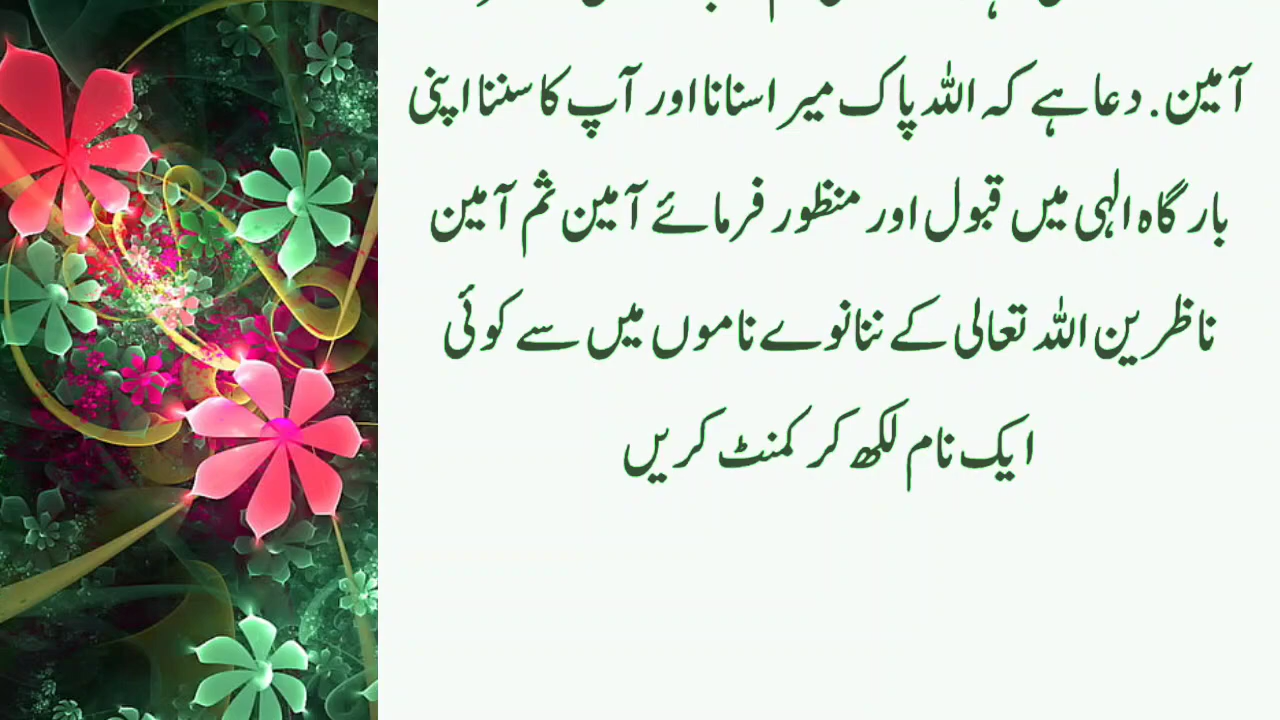 آمین. دعا ہے کہ اللہ پاک میرا سنانا اور آپ کا سننا اپنی
بارگاہ الہی میں قبول اور منظور فرمائے آمین ثم آمین
ناظرین اللہ تعالی کے ننانوے ناموں میں سے کوئی
ایک نام لکھ کر کمنٹ کریں